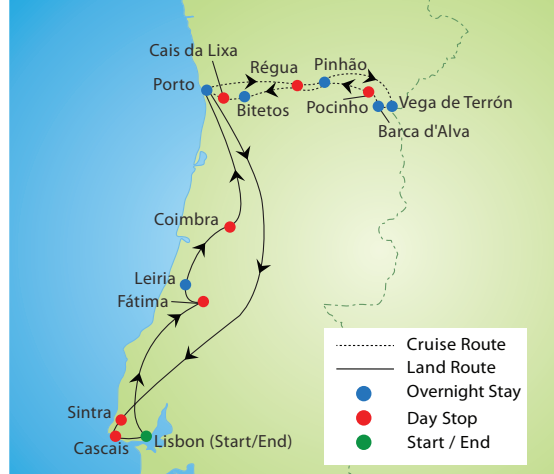 Cais da Lixa
Régua
Pinhão
Porto
Bitetos
Pocinho
Vega de Terrón
Barca d'Alva
Coimbra
Leiria
Fátima
Sintra
Cascais
Lisbon (Start/End)
Cruise Route
Land Route
Overnight Stay
Day Stop
Start / End